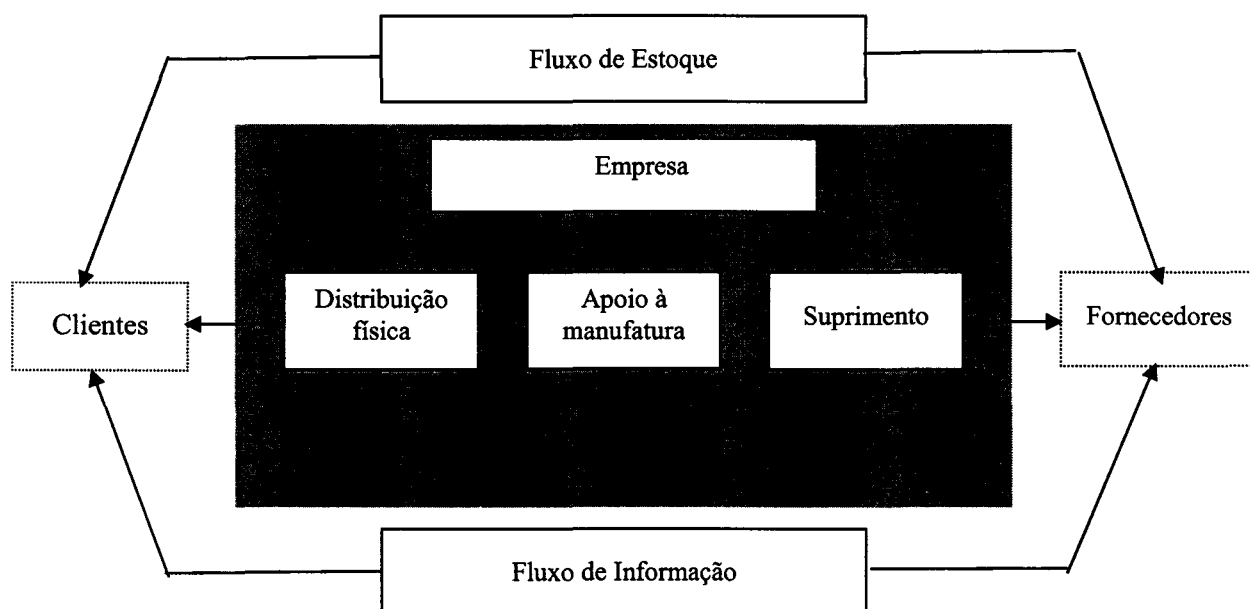 Fluxo de Estoque
Empresa
Clientes
Distribuição
física
Apoio à
manufatura
Suprimento
Fornecedores
Fluxo de Informação